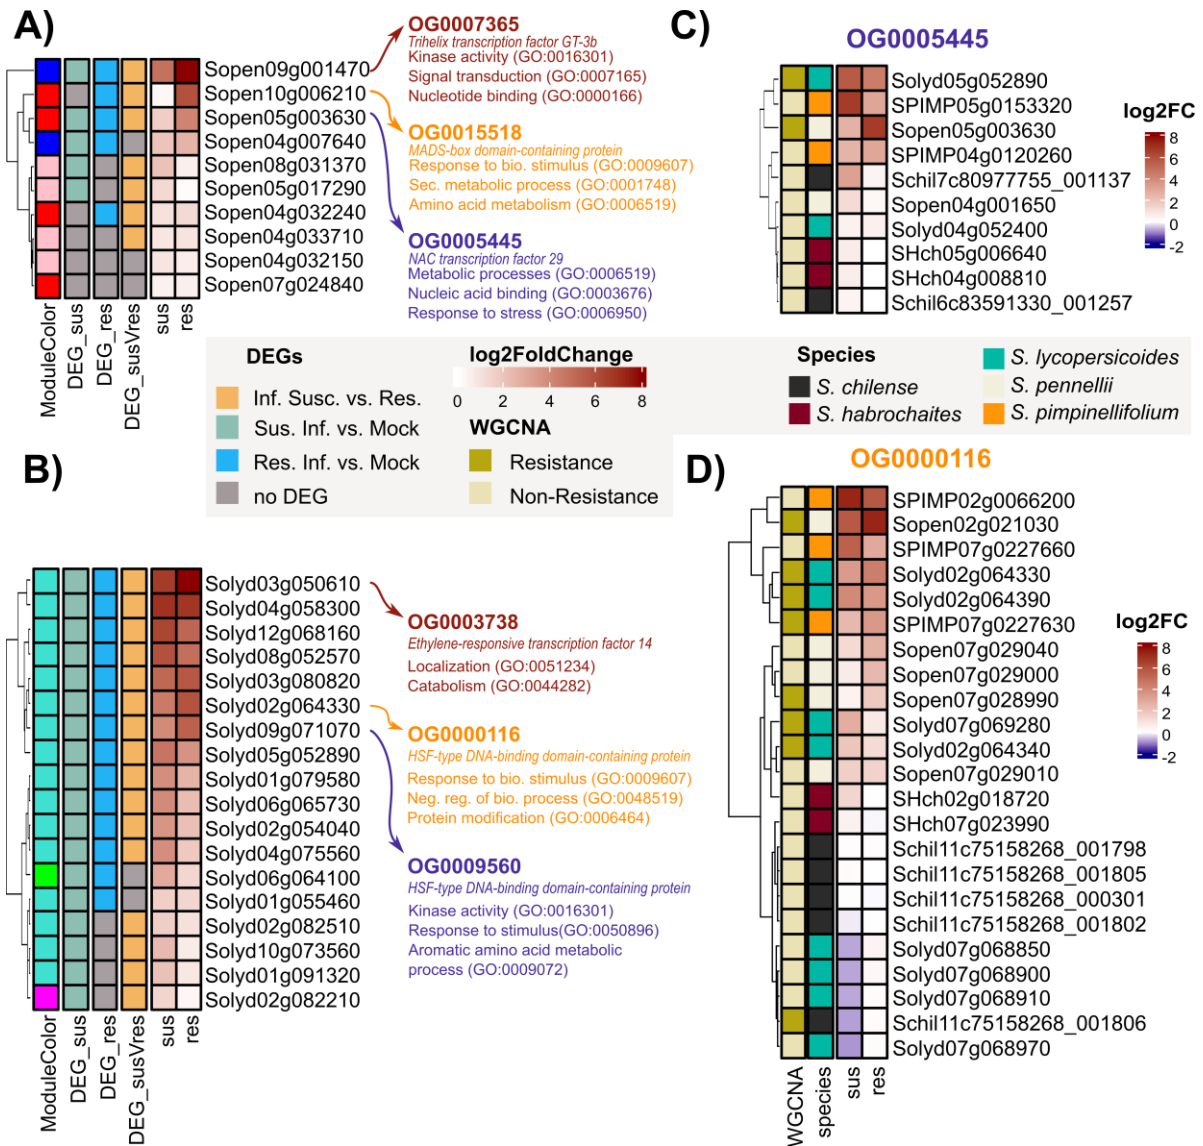 A)
Sopen09g001470
Sopen10g006210
Sopen05g003630
Sopen04g007640
Sopen08g031370
Sopen05g017290
Sopen04g032240
Sopen04g033710
Sopen04g032150
Sopen07g024840
ModuleColor
DEG_sus
DEG_res
DEG_susVres
sus
res
OG0007365
Trihelix transcription factor GT-3b
Kinase activity (GO:0016301)
Signal transduction (GO:0007165)
Nucleotide binding (GO:0000166)
OG0015518
MADS-box domain-containing protein
Response to bio. stimulus (GO:0009607)
Sec. metabolic process (GO:0001748)
Amino acid metabolism (GO:0006519)
OG0005445
NAC transcription factor 29
Metabolic processes (GO:0006519)
Nucleic acid binding (GO:0003676)
Response to stress (GO:0006950)
C)
OG0005445
Solyd05g052890
SPIMP05g0153320
Sopen05g003630
SPIMP04g0120260
Schil7c80977755_001137
Sopen04g001650
Solyd04g052400
SHch05g006640
SHch04g008810
Schil6c83591330_001257
log2FC
8
6
4
2
0
-2
DEGs
Inf. Susc. vs. Res.
Sus. Inf. vs. Mock
Res. Inf. vs. Mock
no DEG
log2FoldChange
0 2 4 6 8
WGCNA
Resistance
Non-Resistance
Species
S. chilense
S. habrochaites
S. lycopersicoides
S. pennellii
S. pimpinellifolium
B)
Solyd03g050610
Solyd04g058300
Solyd12g068160
Solyd08g052570
Solyd03g080820
Solyd02g064330
Solyd09g071070
Solyd05g052890
Solyd01g079580
Solyd06g065730
Solyd02g054040
Solyd04g075560
Solyd06g064100
Solyd01g055460
Solyd02g082510
Solyd10g073560
Solyd01g091320
Solyd02g082210
ModuleColor
DEG_sus
DEG_res
DEG_susVres
sus
res
OG0003738
Ethylene-responsive transcription factor 14
Localization (GO:0051234)
Catabolism (GO:0044282)
OG0000116
HSF-type DNA-binding domain-containing protein
Response to bio. stimulus (GO:0009607)
Neg. reg. of bio. process (GO:0048519)
Protein modification (GO:0006464)
OG0009560
HSF-type DNA-binding domain-containing protein
Kinase activity (GO:0016301)
Response to stimulus(GO:0050896)
Aromatic amino acid metabolic
process (GO:0009072)
D)
OG0000116
SPIMP02g0066200
Sopen02g021030
SPIMP07g0227660
Solyd02g064330
Solyd02g064390
SPIMP07g0227630
Sopen07g029040
Sopen07g029000
Sopen07g028990
Solyd07g069280
Solyd02g064340
Sopen07g029010
SHch02g018720
SHch07g023990
Schil11c75158268_001798
Schil11c75158268_001805
Schil11c75158268_000301
Schil11c75158268_001802
Solyd07g068850
Solyd07g068900
Solyd07g068910
Schil11c75158268_001806
Solyd07g068970
WGCNA
species
sus
res
log2FC
8
6
4
2
0
-2